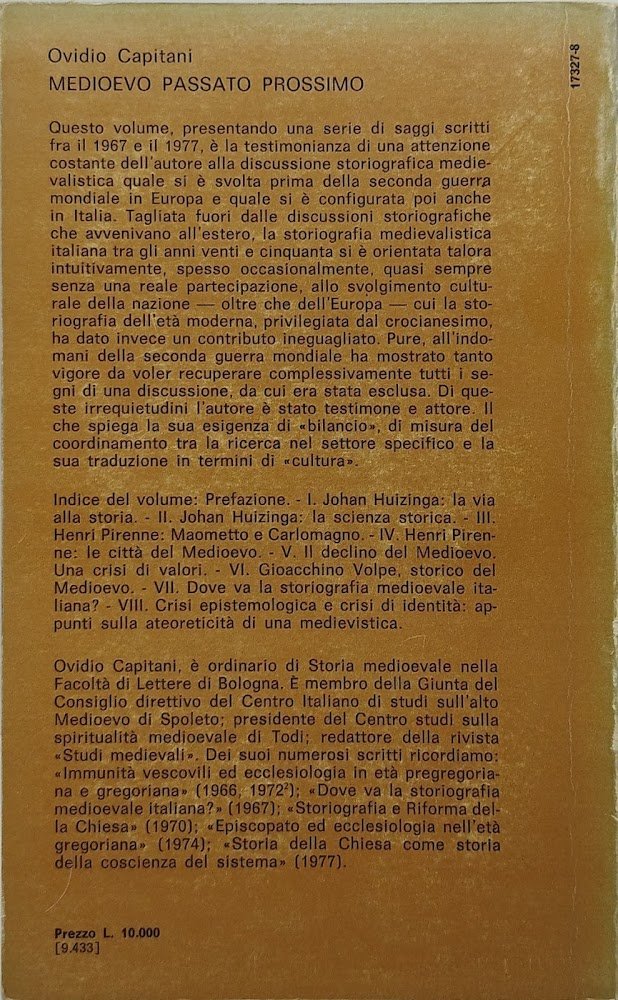 Ovidio Capitani
MEDIOEVO PASSATO PROSSIMO
17327-8
Questo volume, presentando una serie di saggi scritti
fra il 1967 e il 1977, è la testimonianza di una attenzione
costante dell'autore alla discussione storiografica medie-
valistica quale si è svolta prima della seconda guerra
mondiale in Europa e quale si è configurata poi anche
in Italia. Tagliata fuori dalle discussioni storiografiche
che avvenivano all'estero, la storiografia medievalistica
italiana tra gli anni venti e cinquanta si è orientata talora
intuitivamente, spesso occasionalmente, quasi sempre
senza una reale partecipazione, allo svolgimento cultu-
rale della nazione — oltre che dell'Europa — cui la sto-
riografia dell'età moderna, privilegiata dal crocianesimo,
ha dato invece un contributo ineguagliato. Pure, all'indo-
mani della seconda guerra mondiale ha mostrato tanto
vigore da voler recuperare complessivamente tutti i se-
gni di una discussione, da cui era stata esclusa. Di que-
ste irrequietudini l'autore è stato testimone e attore. Il
che spiega la sua esigenza di «bilancio», di misura del
coordinamento tra la ricerca nel settore specifico e la
sua traduzione in termini di «cultura».
Indice del volume: Prefazione. - I. Johan Huizinga: la via
alla storia. - II. Johan Huizinga: la scienza storica. - III.
Henri Pirenne: Maometto e Carlomagno. - IV. Henri Piren-
ne: le città del Medioevo. - V. Il declino del Medioevo.
Una crisi di valori. - VI. Gioacchino Volpe, storico del
Medioevo. - VII. Dove va la storiografia medioevale ita-
liana? - VIII. Crisi epistemologica e crisi di identità: ap-
punti sulla ateoreticità di una medievistica.
Ovidio Capitani, è ordinario di Storia medioevale nella
Facoltà di Lettere di Bologna. È membro della Giunta del
Consiglio direttivo del Centro Italiano di studi sull'alto
Medioevo di Spoleto; presidente del Centro studi sulla
spiritualità medioevale di Todi; redattore della rivista
«Studi medievali». Dei suoi numerosi scritti ricordiamo:
«Immunità vescovili ed ecclesiologia in età pregregoria-
na e gregoriana» (1966, 1972²); «Dove va la storiografia
medioevale italiana?» (1967); «Storiografia e Riforma del-
la Chiesa» (1970); «Episcopato ed ecclesiologia nell'età
gregoriana» (1974); «Storia della Chiesa come storia
della coscienza del sistema» (1977).
Prezzo L. 10.000
[9.433]